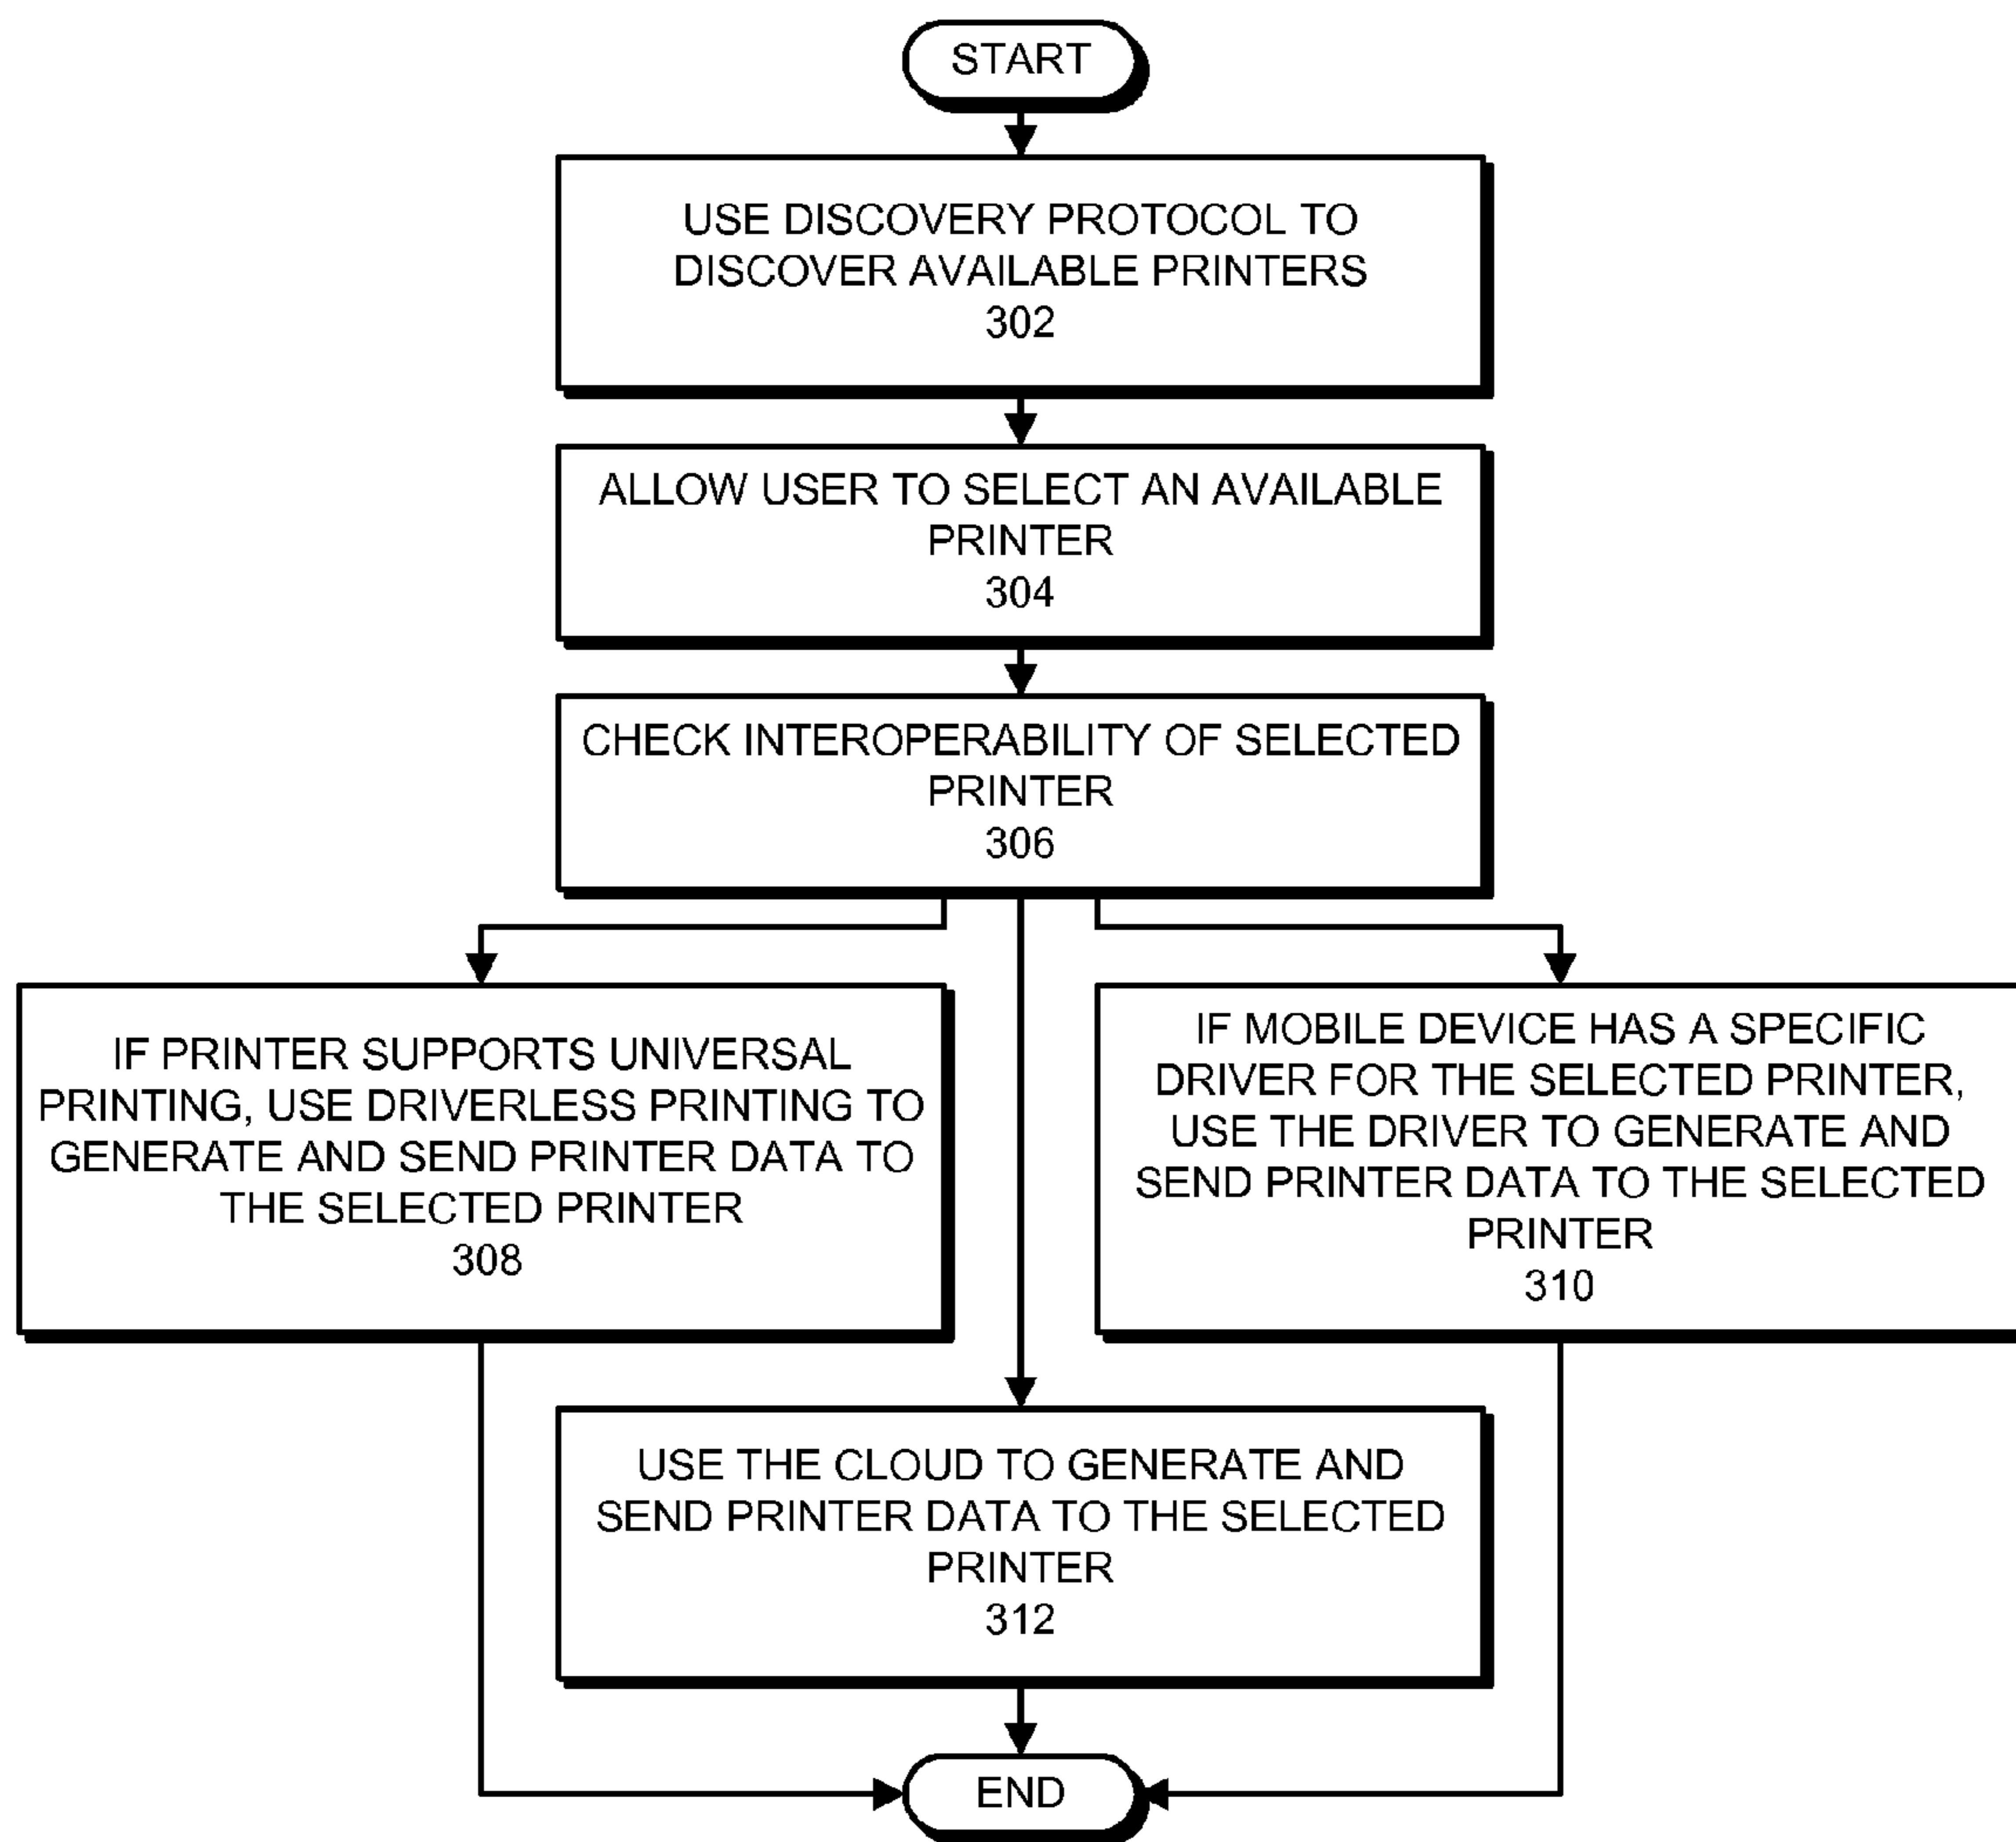 START
USE DISCOVERY PROTOCOL TO
DISCOVER AVAILABLE PRINTERS
302
ALLOW USER TO SELECT AN AVAILABLE
PRINTER
304
CHECK INTEROPERABILITY OF SELECTED
PRINTER
306
IF PRINTER SUPPORTS UNIVERSAL
PRINTING, USE DRIVERLESS PRINTING TO
GENERATE AND SEND PRINTER DATA TO
THE SELECTED PRINTER
308
IF MOBILE DEVICE HAS A SPECIFIC
DRIVER FOR THE SELECTED PRINTER,
USE THE DRIVER TO GENERATE AND
SEND PRINTER DATA TO THE SELECTED
PRINTER
310
USE THE CLOUD TO GENERATE AND
SEND PRINTER DATA TO THE SELECTED
PRINTER
312
END